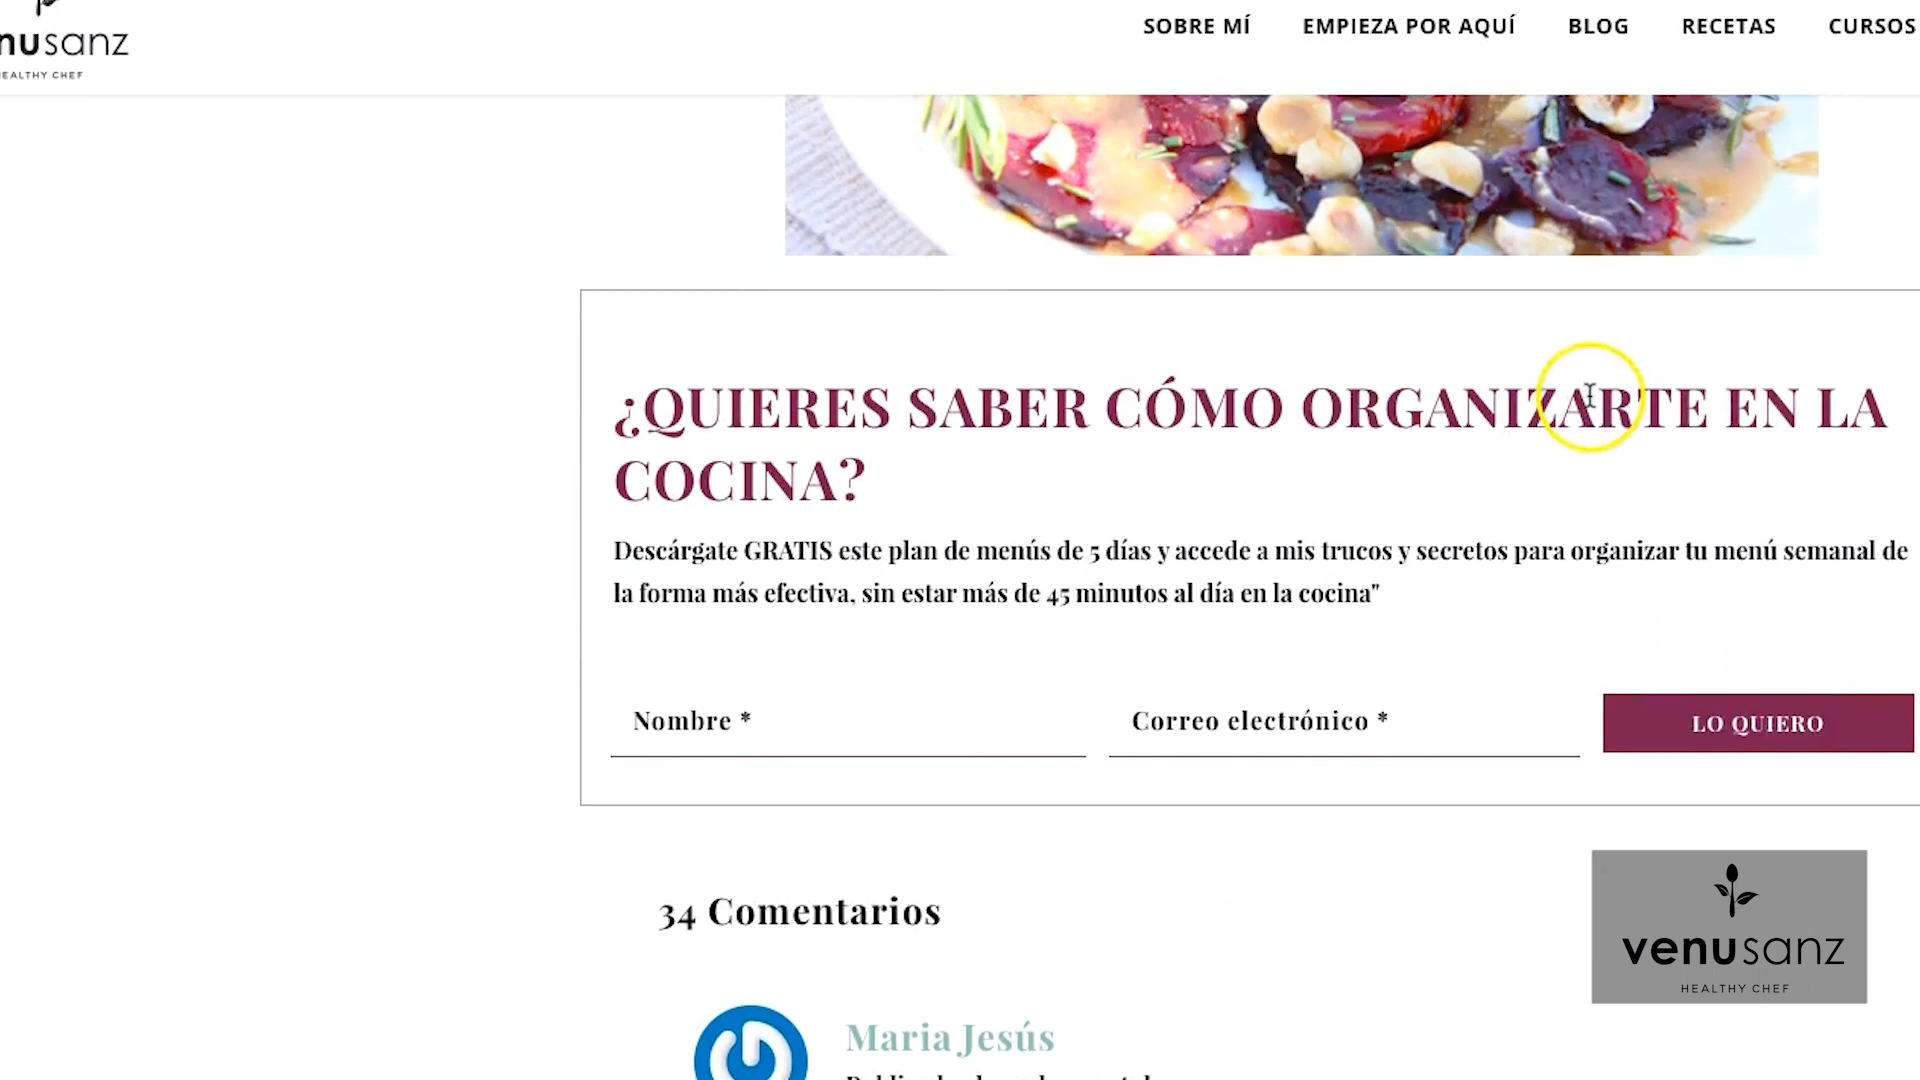 nusanz
HEALTHY CHEF
SOBRE MÍ EMPIEZA POR AQUÍ BLOG RECETAS CURSOS
¿QUIERES SABER CÓMO ORGANIZARTE EN LA
COCINA?
Descárgate GRATIS este plan de menús de 5 días y accede a mis trucos y secretos para organizar tu menú semanal de
la forma más efectiva, sin estar más de 45 minutos al día en la cocina"
Nombre * Correo electrónico * LO QUIERO
34 Comentarios
venusanz
HEALTHY CHEF
Maria Jesús